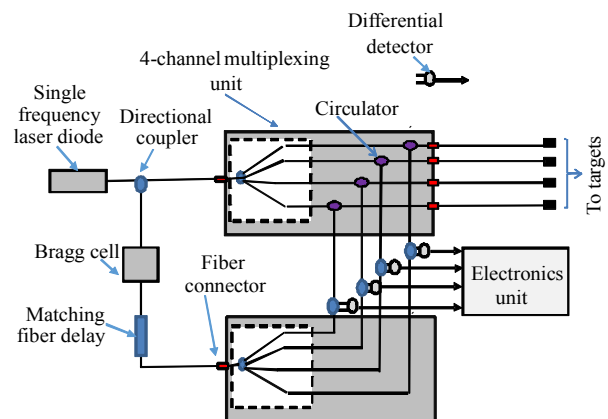 Differential
detector
4-channel multiplexing
unit
Single
frequency
laser diode
Directional
coupler
Circulator
To targets
Bragg cell
Fiber
connector
Electronics
unit
Matching
fiber delay